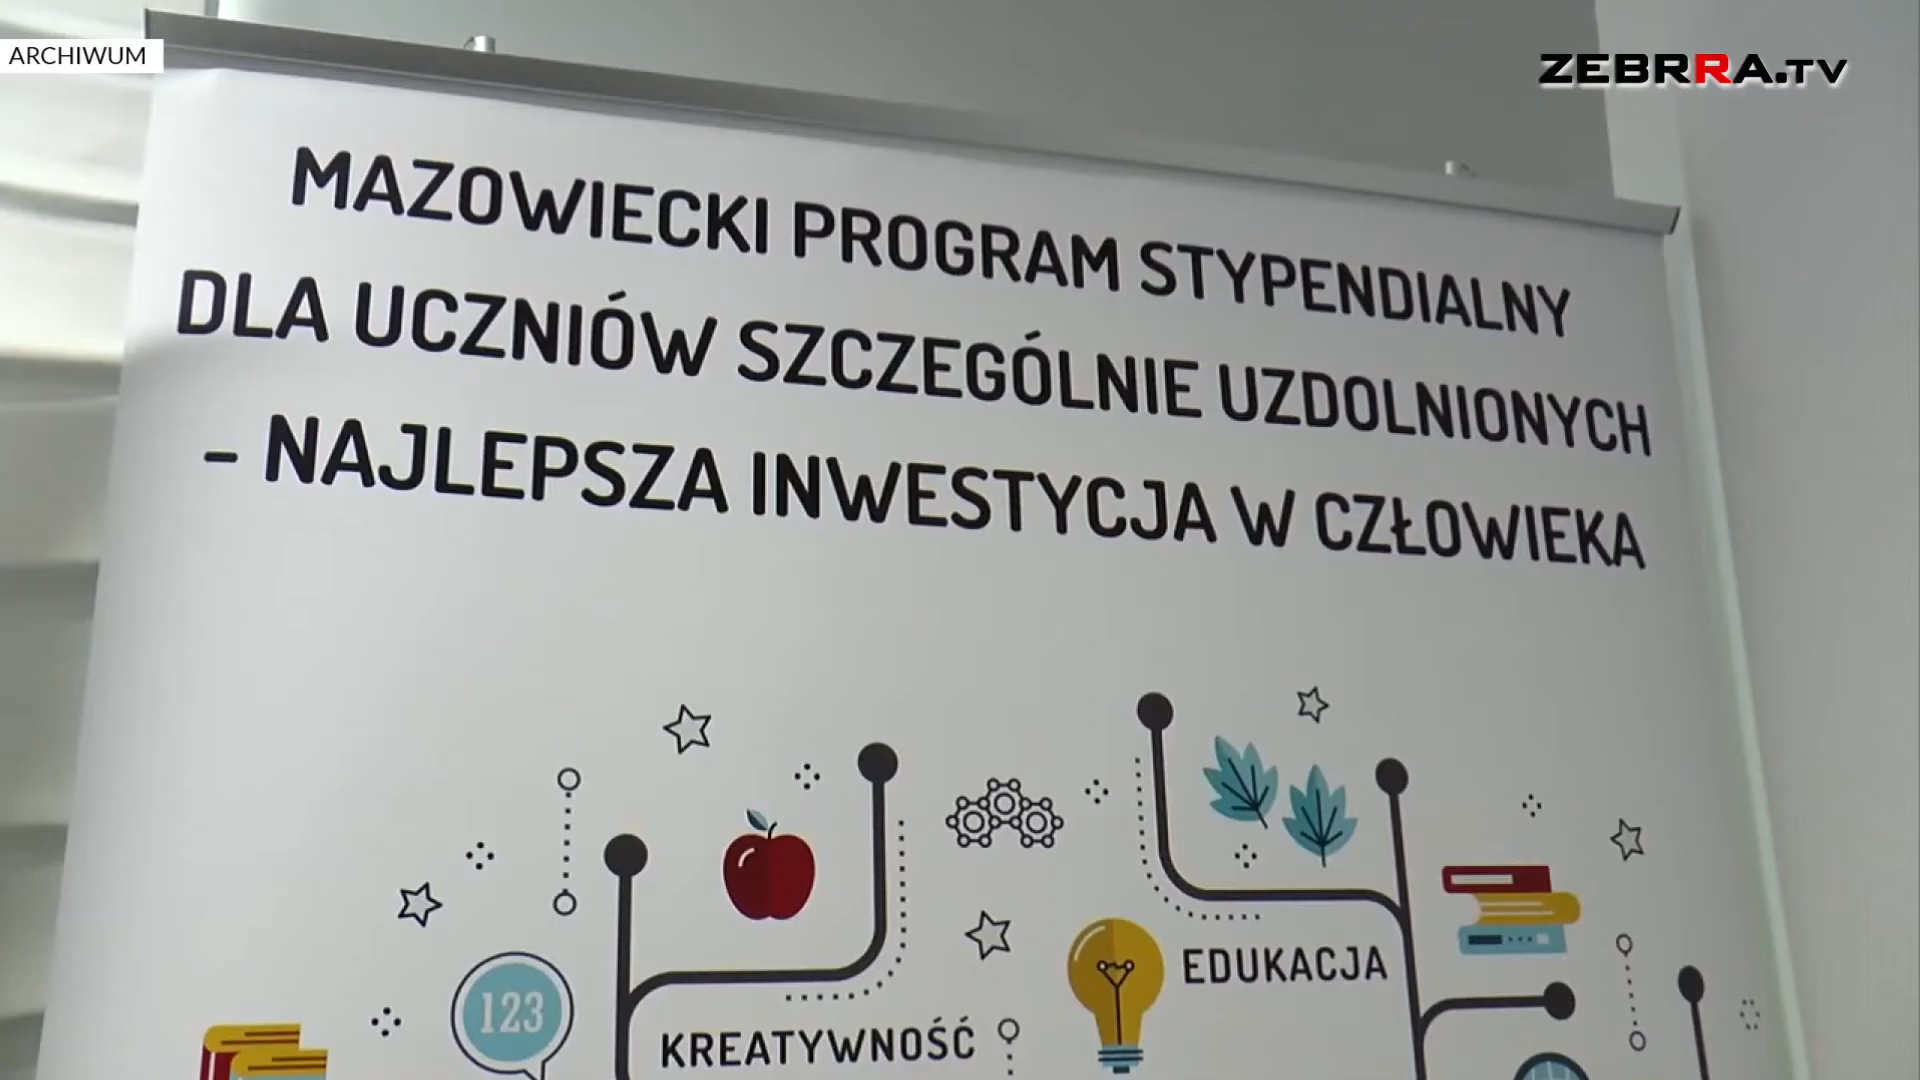 ARCHIWUM
ZEBRRA.TV
MAZOWIECKI PROGRAM STYPENDIALNY
DLA UCZNIÓW SZCZEGÓLNIE UZDOLNIONYCH
- NAJLEPSZA INWESTYCJA W CZŁOWIEKA
EDUKACJA
123
KREATYWNOŚĆ